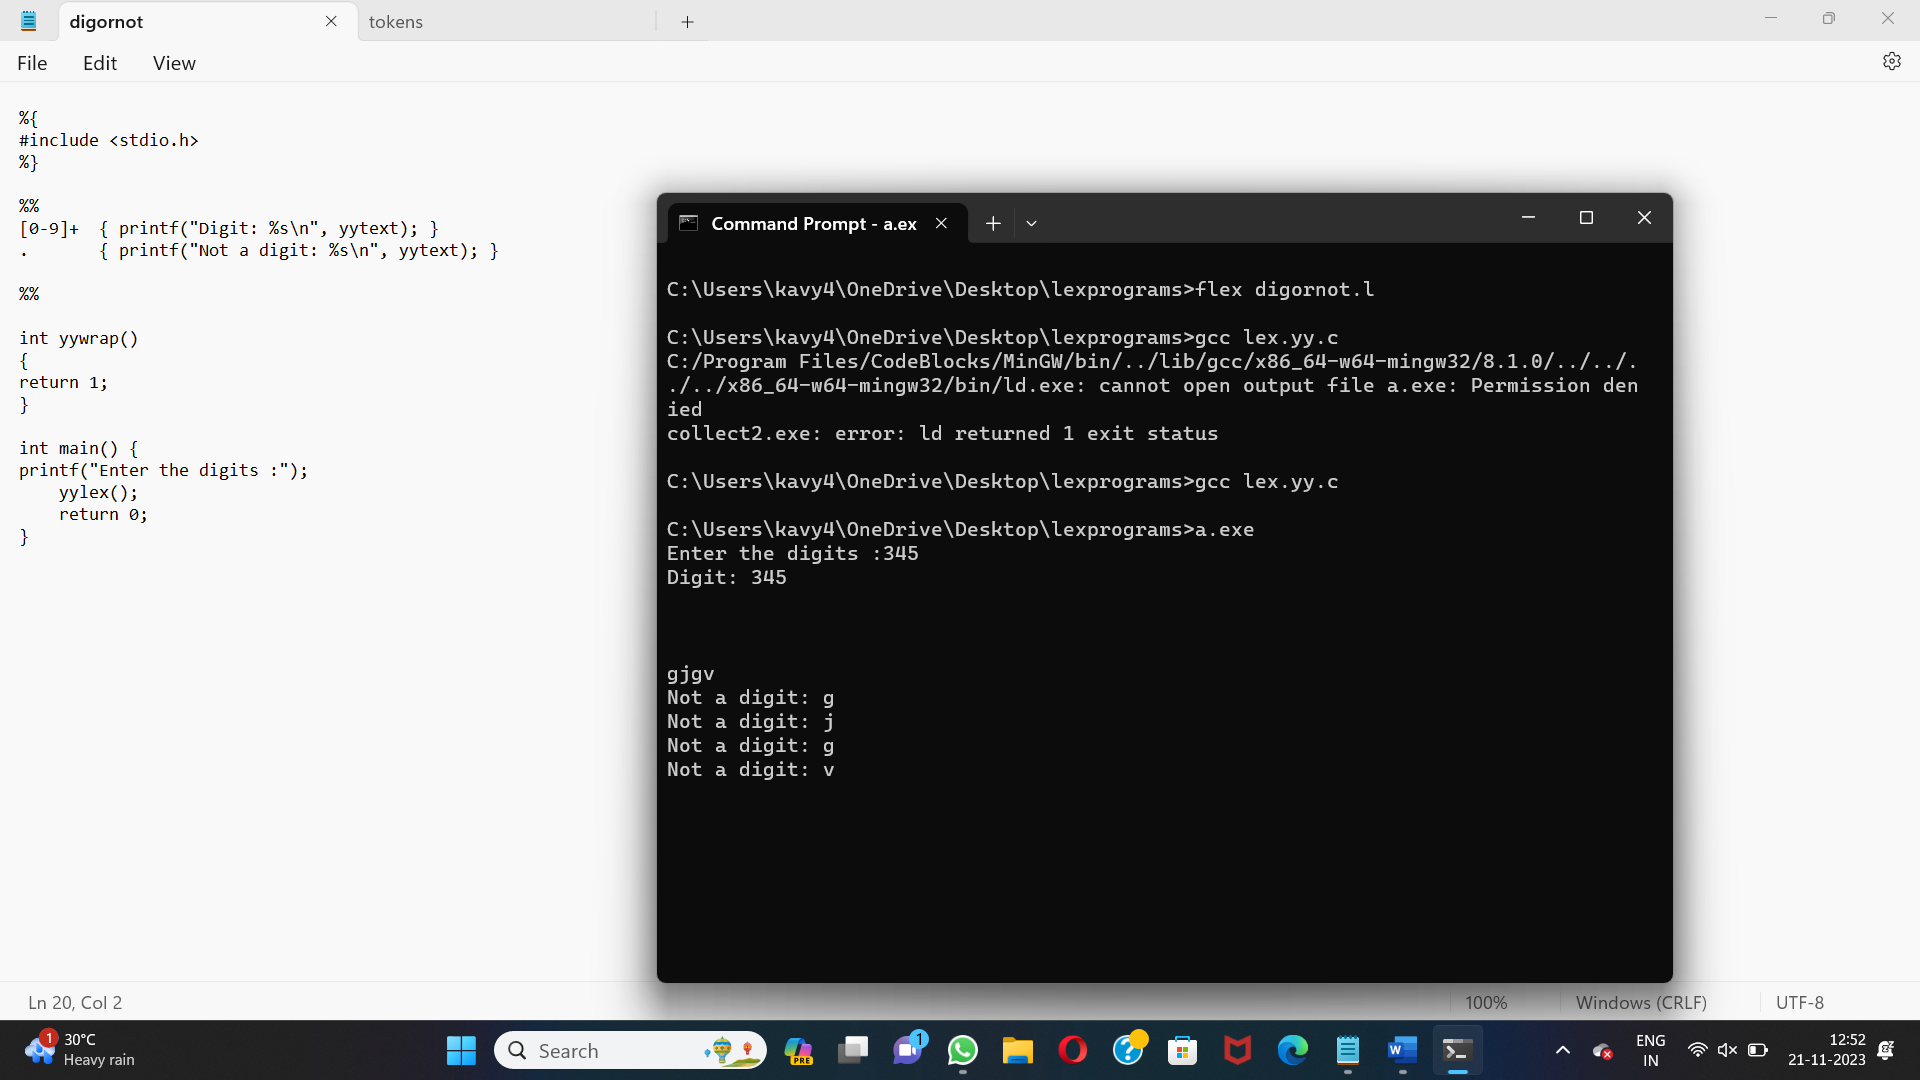 digornot
tokens
File Edit View
%{
#include <stdio.h>
%}
%%
[0-9]+  { printf("Digit: %s\n", yytext); }
.       { printf("Not a digit: %s\n", yytext); }
%%
int yywrap()
{
return 1;
}
int main() {
printf("Enter the digits :");
    yylex();
    return 0;
}
Command Prompt - a.ex
C:\Users\kavy4\OneDrive\Desktop\lexprograms>flex digornot.l
C:\Users\kavy4\OneDrive\Desktop\lexprograms>gcc lex.yy.c
C:/Program Files/CodeBlocks/MinGW/bin/../lib/gcc/x86_64-w64-mingw32/8.1.0/../../.
./../x86_64-w64-mingw32/bin/ld.exe: cannot open output file a.exe: Permission den
ied
collect2.exe: error: ld returned 1 exit status
C:\Users\kavy4\OneDrive\Desktop\lexprograms>gcc lex.yy.c
C:\Users\kavy4\OneDrive\Desktop\lexprograms>a.exe
Enter the digits :345
Digit: 345
gjgv
Not a digit: g
Not a digit: j
Not a digit: g
Not a digit: v
Ln 20, Col 2
100%
Windows (CRLF)
UTF-8
1
30°C
Heavy rain
Search
PRE
1
W
ENG
IN
12:52
21-11-2023